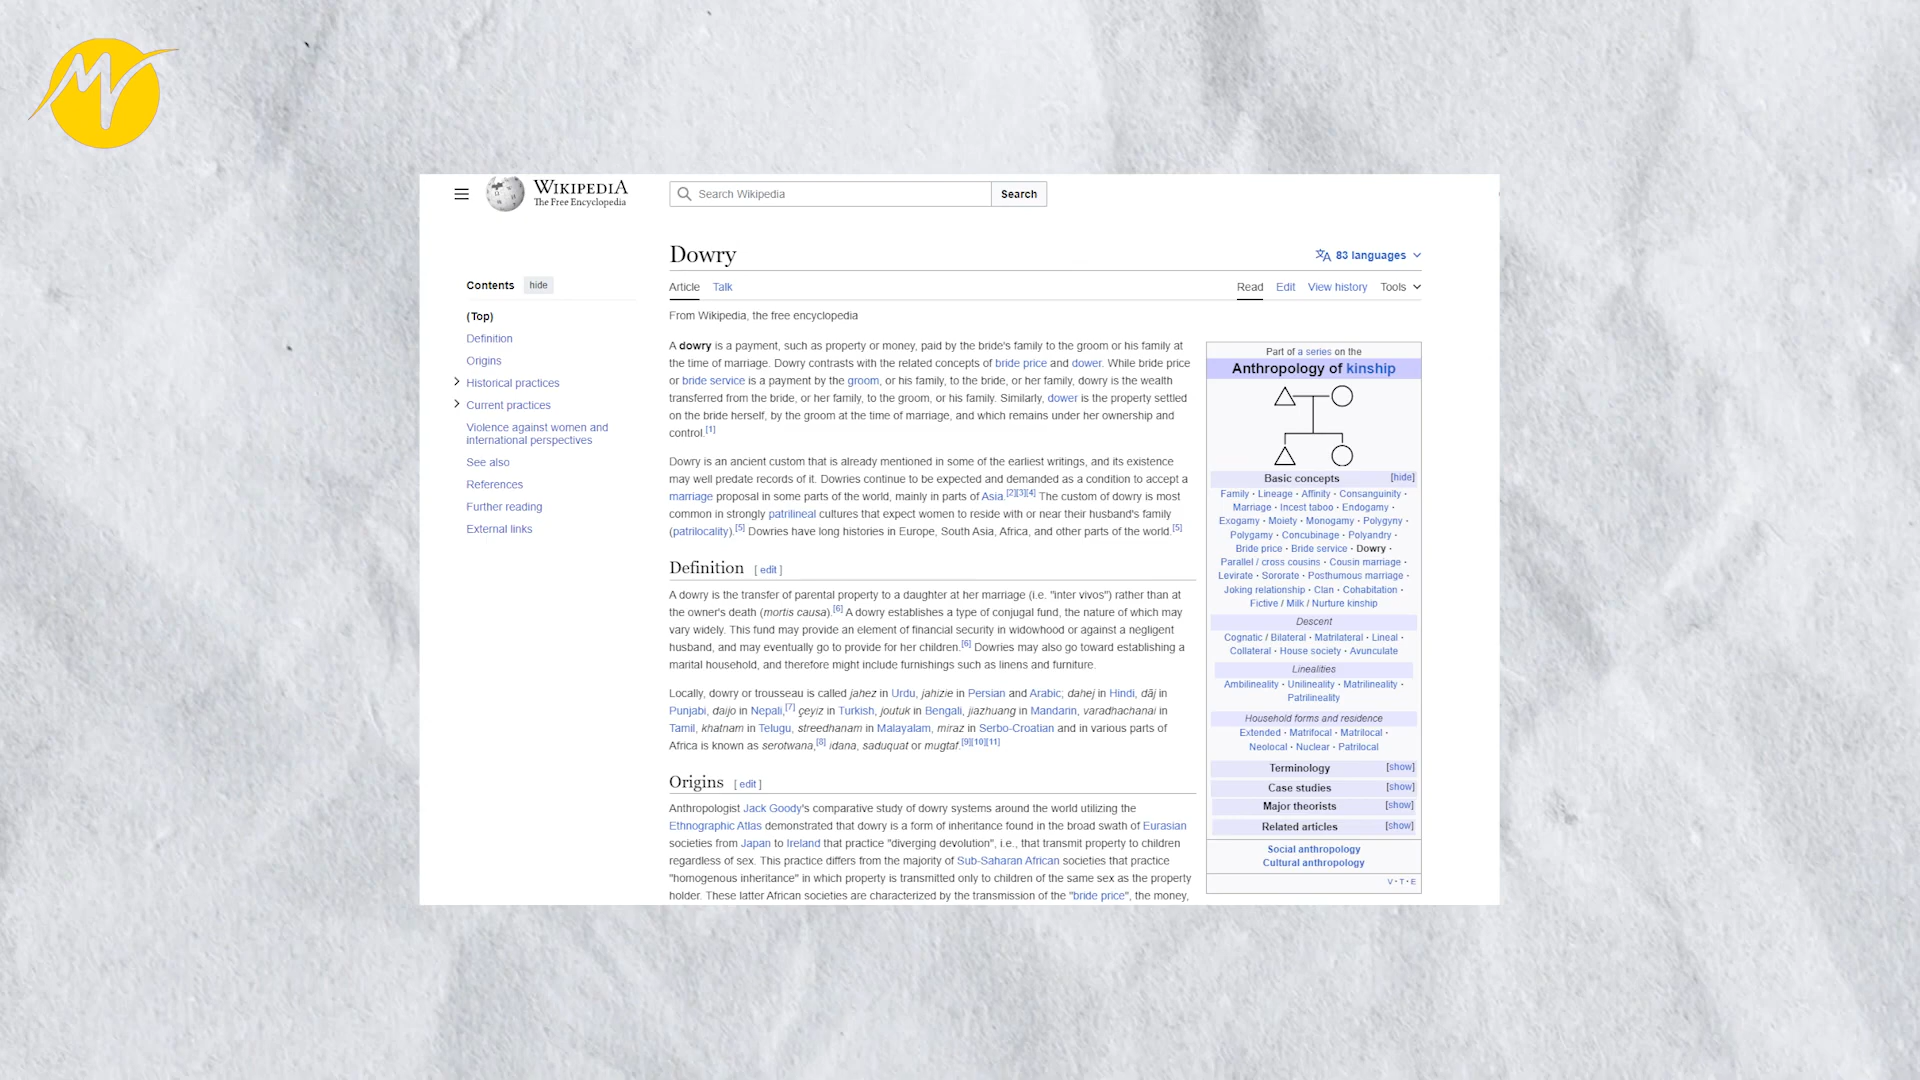 WIKIPEDIA
The Free Encyclopedia
Search Wikipedia
Search
Dowry
83 languages
Contents hide
(Top)
Definition
Origins
Historical practices
Current practices
Violence against women and
international perspectives
See also
References
Further reading
External links
Article Talk
Read Edit View history Tools
From Wikipedia, the free encyclopedia
A dowry is a payment, such as property or money, paid by the bride's family to the groom or his family at
the time of marriage. Dowry contrasts with the related concepts of bride price and dower. While bride price
or bride service is a payment by the groom, or his family, to the bride, or her family, dowry is the wealth
transferred from the bride, or her family, to the groom, or his family. Similarly, dower is the property settled
on the bride herself, by the groom at the time of marriage, and which remains under her ownership and
control.[1]
Dowry is an ancient custom that is already mentioned in some of the earliest writings, and its existence
may well predate records of it. Dowries continue to be expected and demanded as a condition to accept a
marriage proposal in some parts of the world, mainly in parts of Asia.[2][3][4] The custom of dowry is most
common in strongly patrilineal cultures that expect women to reside with or near their husband's family
(patrilocality).[5] Dowries have long histories in Europe, South Asia, Africa, and other parts of the world.[5]
Definition [ edit ]
A dowry is the transfer of parental property to a daughter at her marriage (i.e. "inter vivos") rather than at
the owner's death (mortis causa).[6] A dowry establishes a type of conjugal fund, the nature of which may
vary widely. This fund may provide an element of financial security in widowhood or against a negligent
husband, and may eventually go to provide for her children.[6] Dowries may also go toward establishing a
marital household, and therefore might include furnishings such as linens and furniture.
Locally, dowry or trousseau is called jahez in Urdu, jahizie in Persian and Arabic; dahej in Hindi, dāj in
Punjabi, daijo in Nepali,[7] çeyiz in Turkish, joutuk in Bengali, jiazhuang in Mandarin, varadhachanai in
Tamil, khatnam in Telugu, streedhanam in Malayalam, miraz in Serbo-Croatian and in various parts of
Africa is known as serotwana,[8] idana, saduquat or mugtaf.[9][10][11]
Origins [ edit ]
Anthropologist Jack Goody's comparative study of dowry systems around the world utilizing the
Ethnographic Atlas demonstrated that dowry is a form of inheritance found in the broad swath of Eurasian
societies from Japan to Ireland that practice "diverging devolution", i.e., that transmit property to children
regardless of sex. This practice differs from the majority of Sub-Saharan African societies that practice
"homogenous inheritance" in which property is transmitted only to children of the same sex as the property
holder. These latter African societies are characterized by the transmission of the "bride price", the money,
Part of a series on the
Anthropology of kinship
Basic concepts [hide]
Family · Lineage · Affinity · Consanguinity ·
Marriage · Incest taboo · Endogamy ·
Exogamy · Moiety · Monogamy · Polygyny ·
Polygamy · Concubinage · Polyandry ·
Bride price · Bride service · Dowry ·
Parallel / cross cousins · Cousin marriage ·
Levirate · Sororate · Posthumous marriage ·
Joking relationship · Clan · Cohabitation ·
Fictive / Milk / Nurture kinship
Descent
Cognatic / Bilateral · Matrilateral · Lineal ·
Collateral · House society · Avunculate
Linealities
Ambilineality · Unilineality · Matrilineality ·
Patrilineality
Household forms and residence
Extended · Matrifocal · Matrilocal ·
Neolocal · Nuclear · Patrilocal
Terminology [show]
Case studies [show]
Major theorists [show]
Related articles [show]
Social anthropology
Cultural anthropology
V · T · E